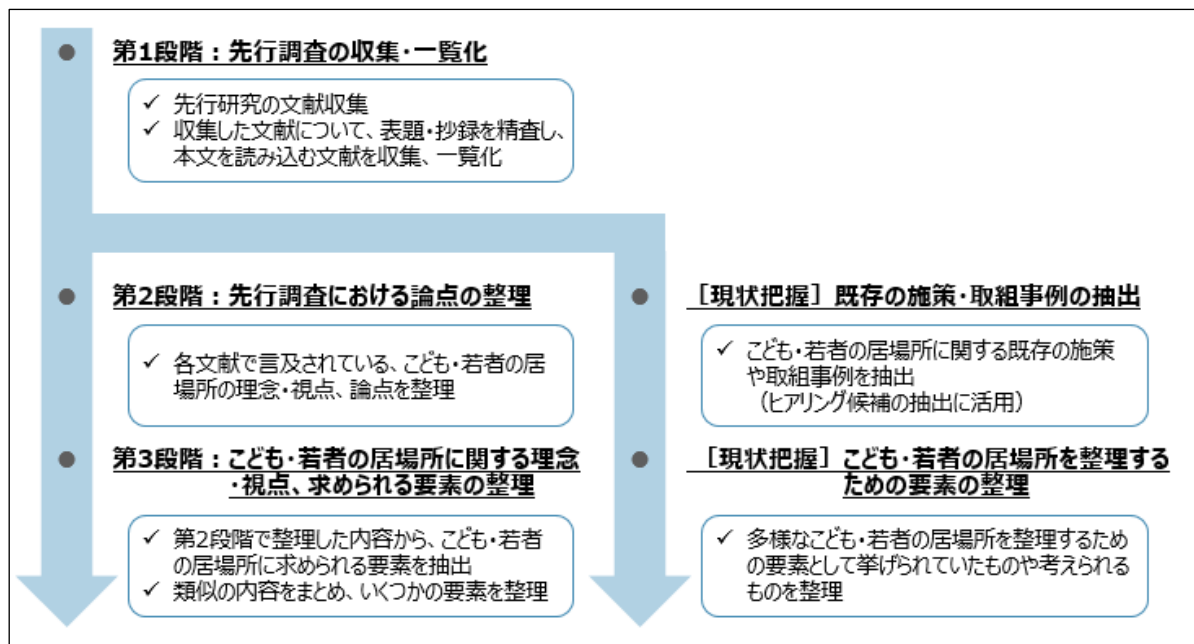 第1段階：先行調査の収集・一覧化
✓ 先行研究の文献収集
✓ 収集した文献について、表題・抄録を精査し、
本文を読み込む文献を収集、一覧化
第2段階：先行調査における論点の整理
✓ 各文献で言及されている、こども・若者の居
場所の理念・視点、論点を整理
第3段階：こども・若者の居場所に関する理念
・視点、求められる要素の整理
✓ 第2段階で整理した内容から、こども・若者
の居場所に求められる要素を抽出
✓ 類似の内容をまとめ、いくつかの要素を整理
［現状把握］既存の施策・取組事例の抽出
✓ こども・若者の居場所に関する既存の施策
や取組事例を抽出
（ヒアリング候補の抽出に活用）
［現状把握］こども・若者の居場所を整理する
ための要素の整理
✓ 多様なこども・若者の居場所を整理するため
の要素として挙げられていたものや考えられる
ものを整理